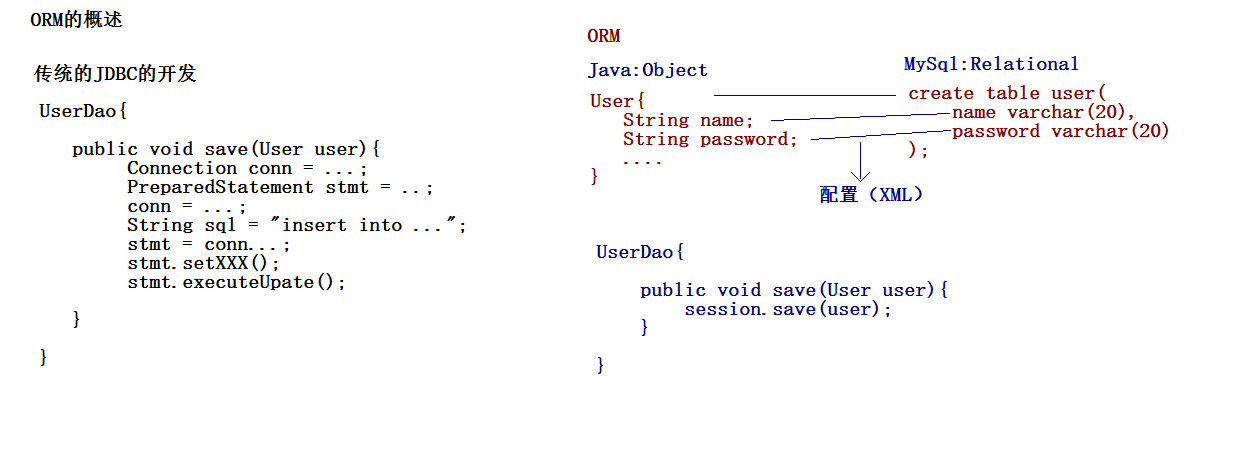 ORM的概述
传统的JDBC的开发
UserDao{
public void save(User user){
Connection conn = ...;
PreparedStatement stmt = ..;
conn = ...;
String sql = "insert into ...";
stmt = conn...;
stmt.setXXX();
stmt.executeUpate();
}
}
ORM
Java:Object
MySql:Relational
User{
String name;
String password;
....
}
create table user(
name varchar(20),
password varchar(20)
);
配置（XML）
UserDao{
public void save(User user){
session.save(user);
}
}